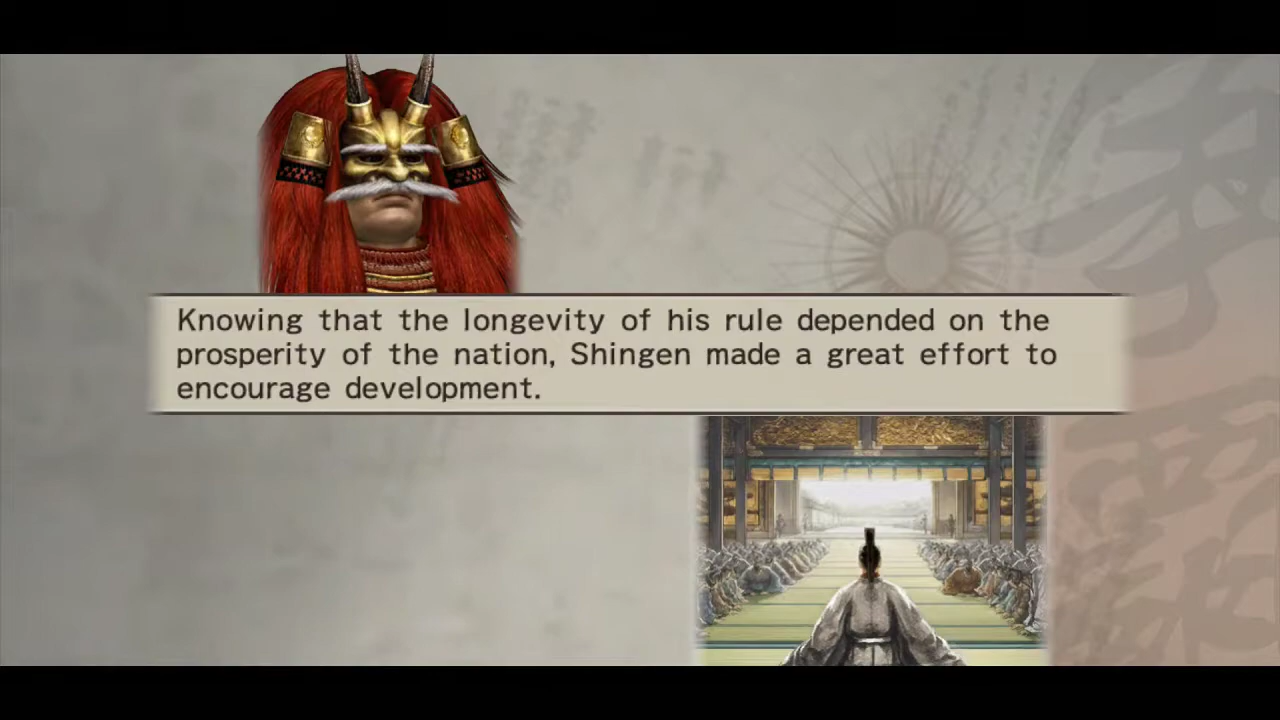 Knowing that the longevity of his rule depended on the
prosperity of the nation, Shingen made a great effort to
encourage development.